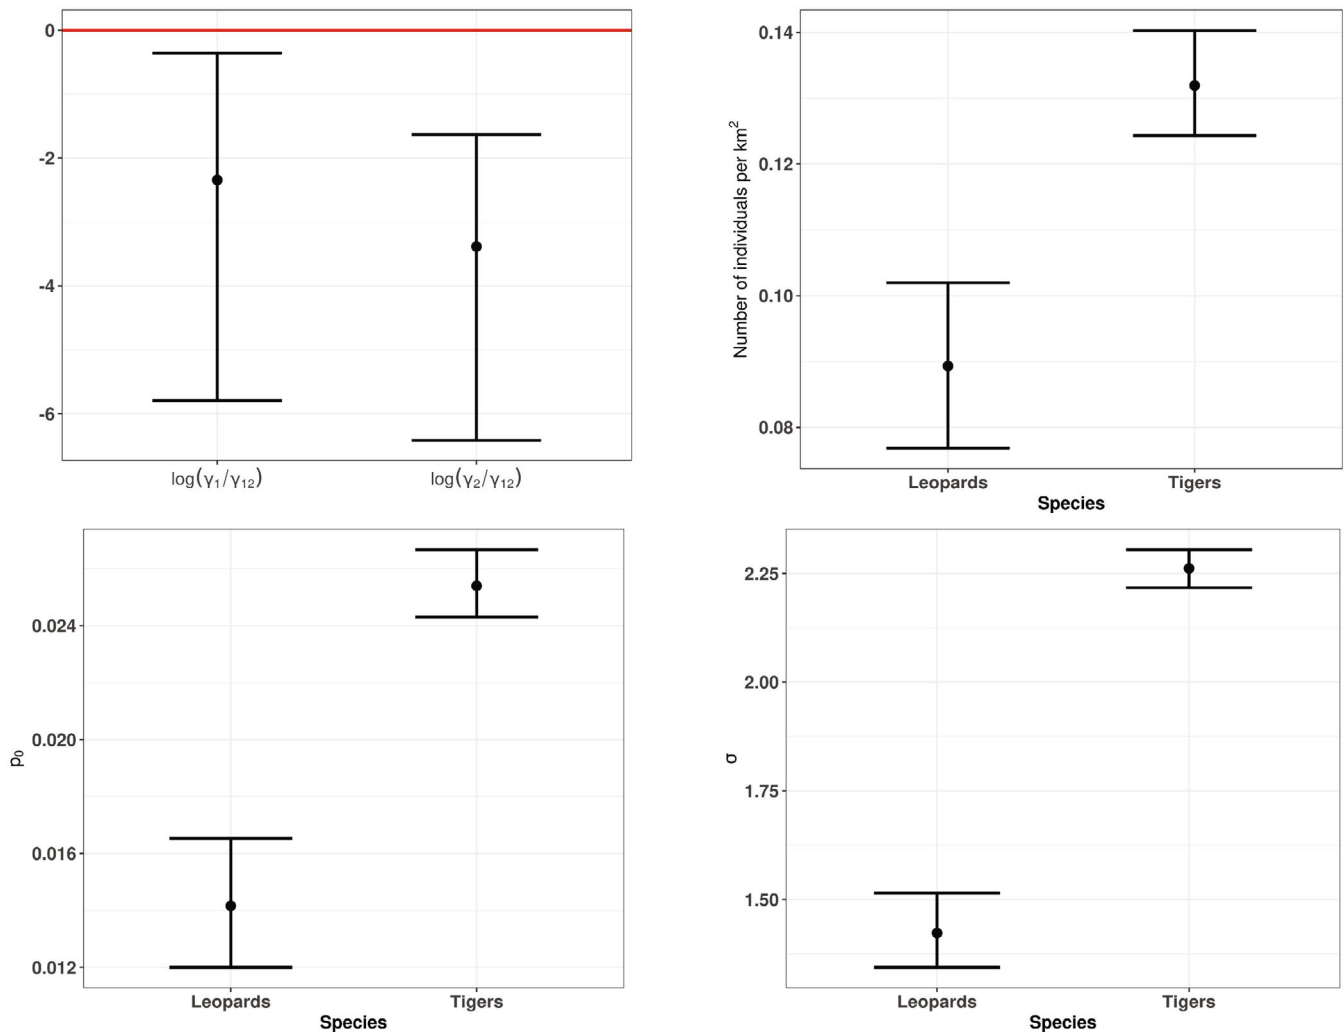 0
-2
-4
-6
log(γ₁/γ₁₂) log(γ₂/γ₁₂)
Number of individuals per km²
0.14
0.12
0.10
0.08
Leopards Tigers
Species
p₀
0.024
0.020
0.016
0.012
Leopards Tigers
Species
σ
2.25
2.00
1.75
1.50
Leopards Tigers
Species